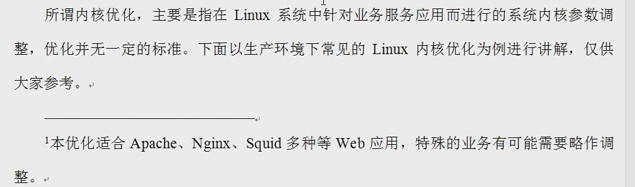 所谓内核优化，主要是指在 Linux 系统中针对业务服务应用而进行的系统内核参数调
整，优化并无一定的标准。下面以生产环境下常见的 Linux 内核优化为例进行讲解，仅供
大家参考。
1本优化适合 Apache、Nginx、Squid 多种等 Web 应用，特殊的业务有可能需要略作调
整。